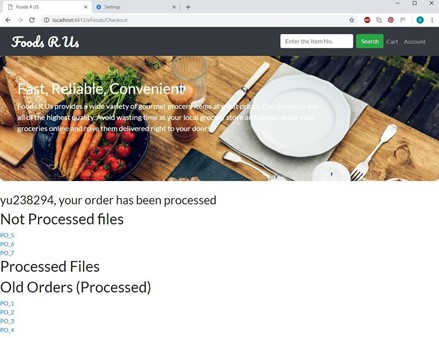 Foods R US
Settings
localhost:4413/eFoods/Checkout
Foods R Us
Enter the Item No.
Search
Cart
Account
Fast, Reliable, Convenient
Foods R Us provides a wide variety of gourmet grocery items at great prices. Our products are
all of the highest quality. Avoid wasting time at your local grocery store and
groceries online and have them delivered right to your doors
yu238294, your order has been processed
Not Processed files
PO_5
PO_6
PO_7
Processed Files
Old Orders (Processed)
PO_1
PO_2
PO_3
PO_4